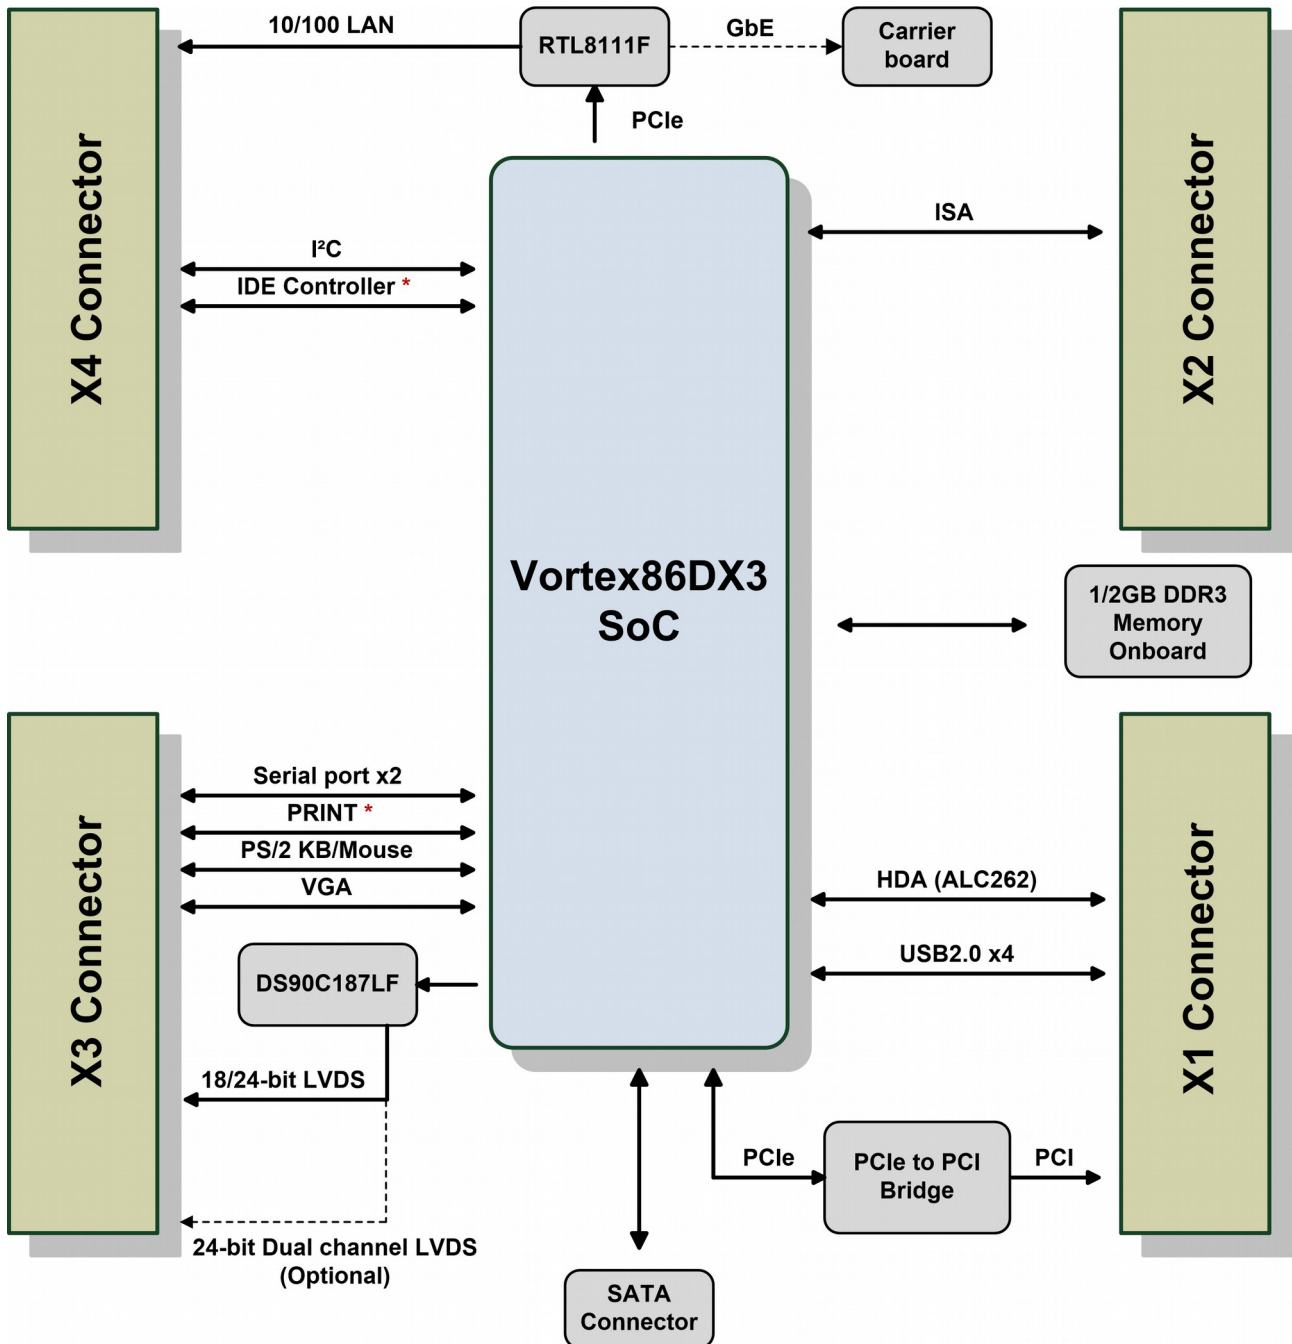 10/100 LAN
RTL8111F
GbE
Carrier
board
PCIe
X4 Connector
X2 Connector
ISA
I²C
IDE Controller *
Vortex86DX3
SoC
1/2GB DDR3
Memory
Onboard
X3 Connector
Serial port x2
PRINT *
PS/2 KB/Mouse
VGA
HDA (ALC262)
USB2.0 x4
X1 Connector
DS90C187LF
18/24-bit LVDS
24-bit Dual channel LVDS
(Optional)
PCIe
PCIe to PCI
Bridge
PCI
SATA
Connector